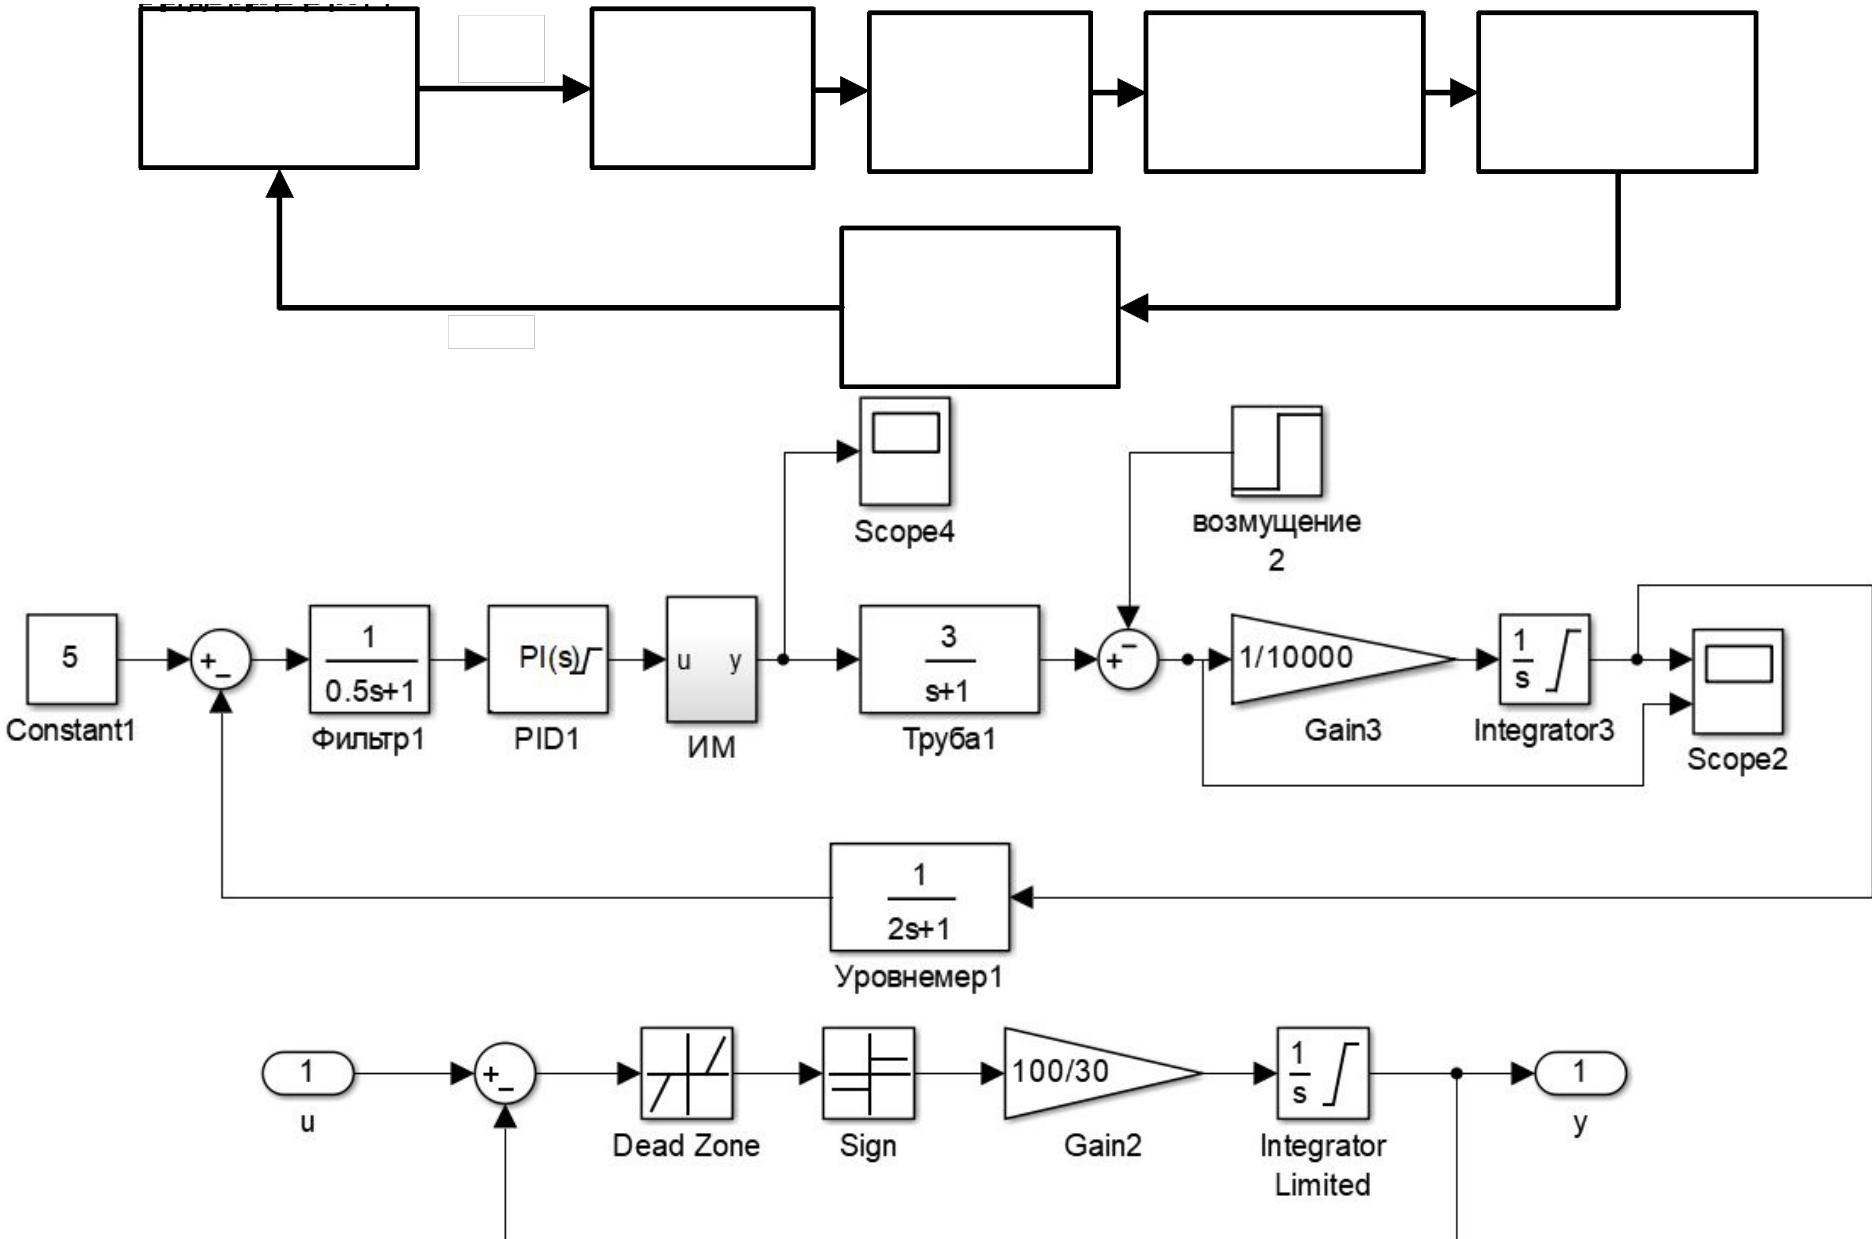 Scope4
возмущение
2
5
Constant1
+
−
1
0.5s+1
Фильтр1
PI(s)
PID1
u y
ИМ
3
s+1
Труба1
+
−
1/10000
Gain3
1
s
Integrator3
Scope2
1
2s+1
Уровнемер1
1
u
+
−
Dead Zone
Sign
100/30
Gain2
1
s
Integrator
Limited
1
y